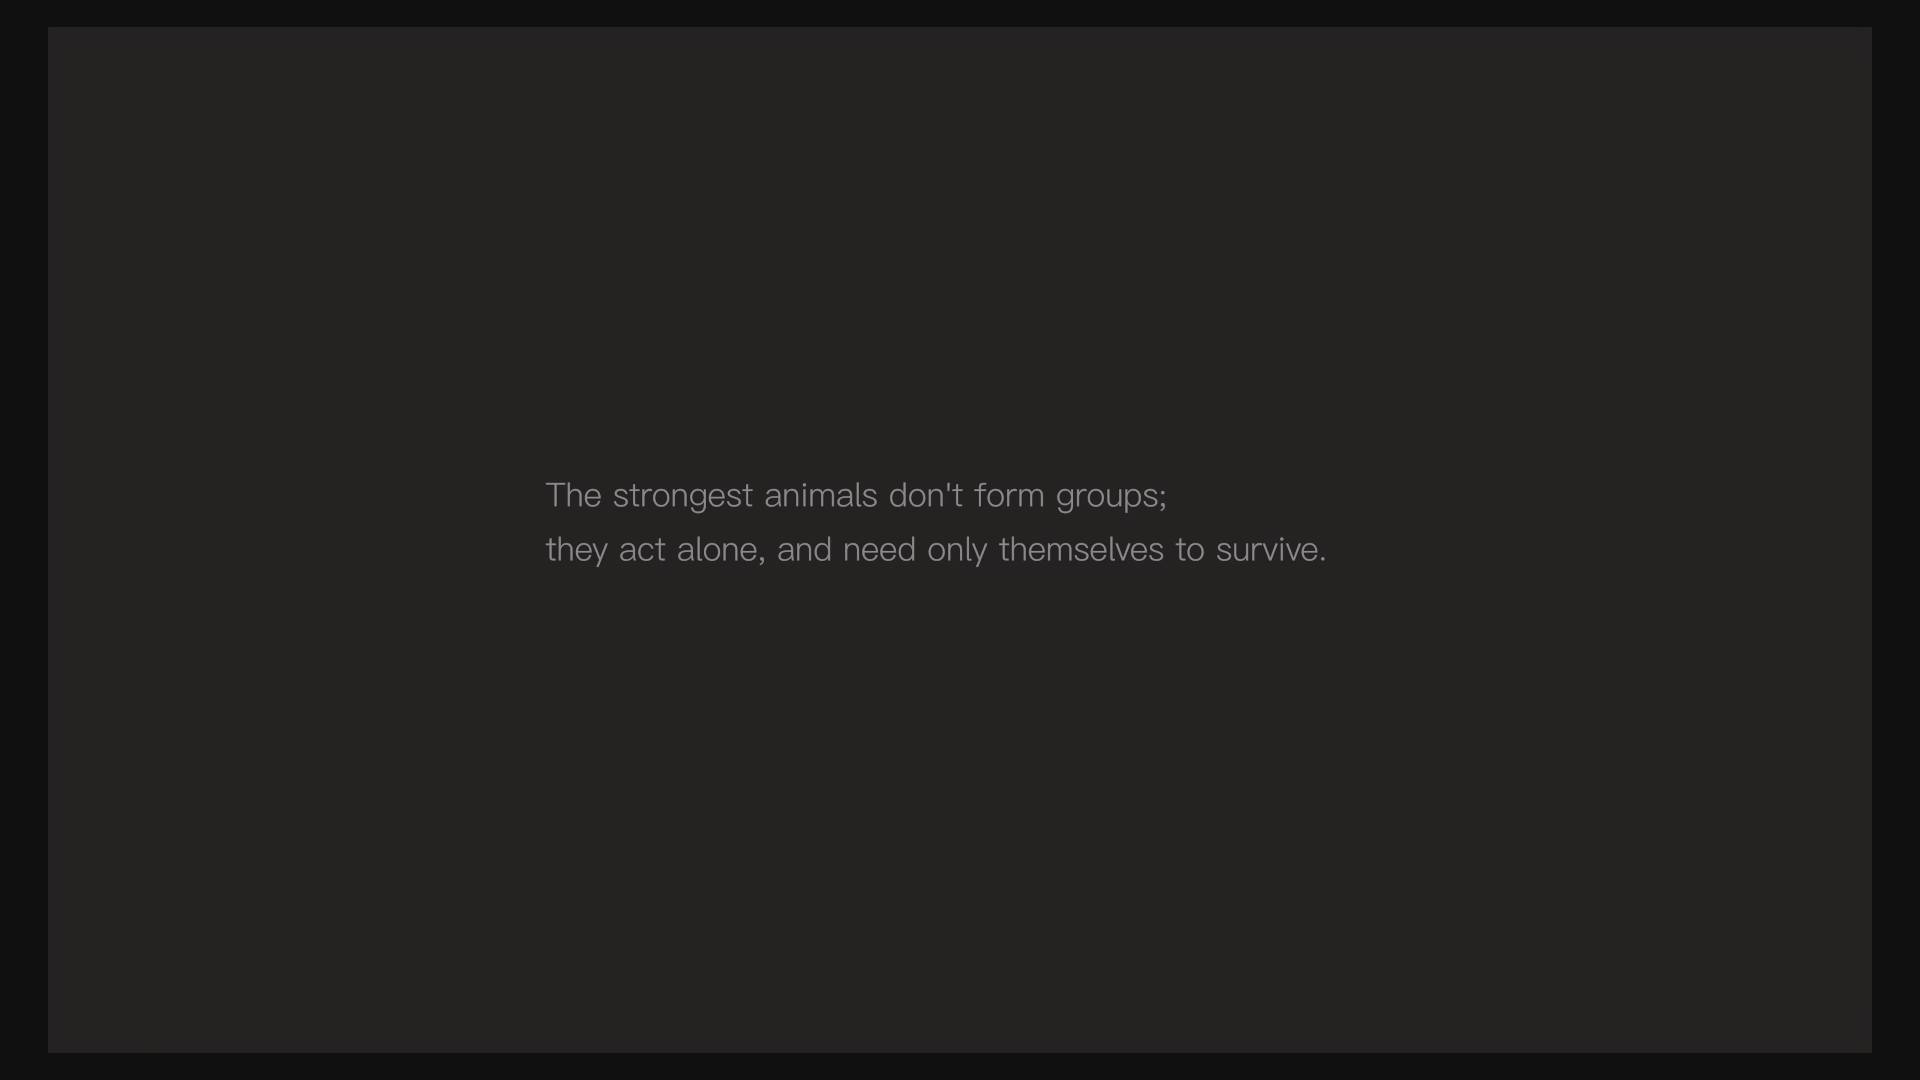 The strongest animals don't form groups;
they act alone, and need only themselves to survive.